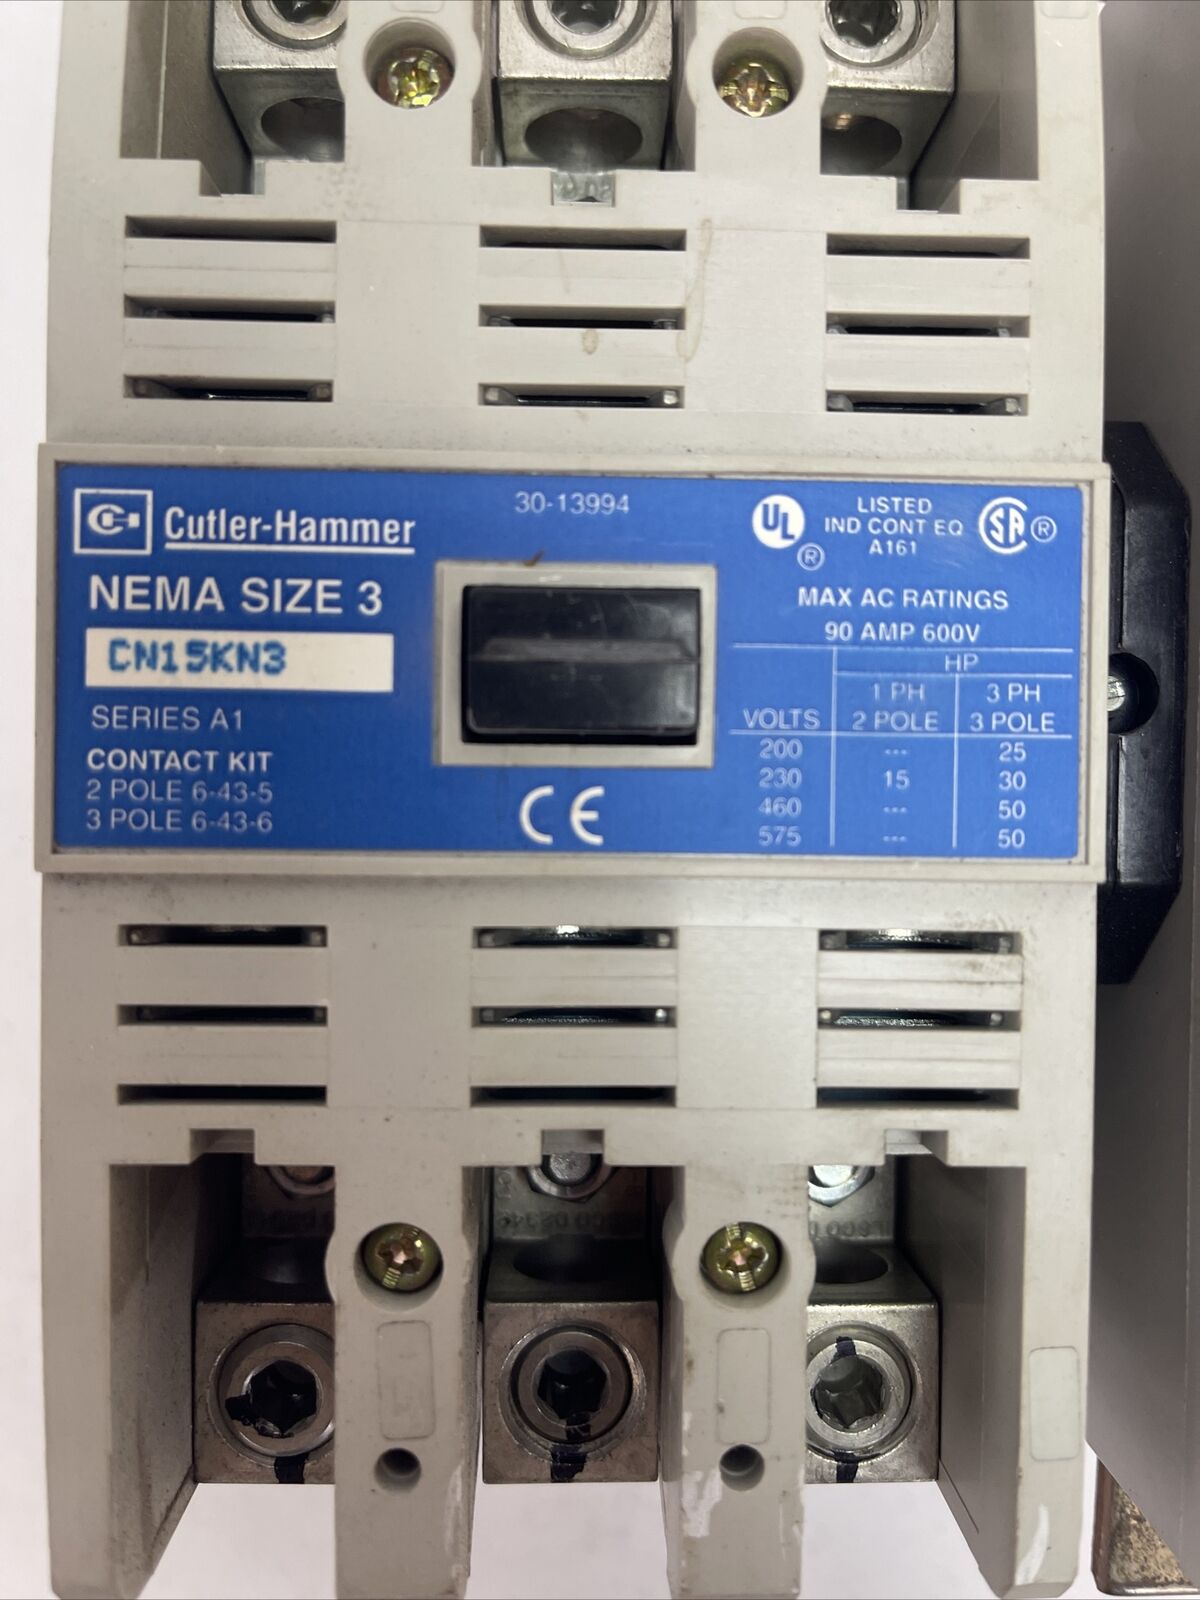 Cutler-Hammer
NEMA SIZE 3
CN15KN3
SERIES A1
CONTACT KIT
2 POLE 6-43-5
3 POLE 6-43-6
30-13994
CE
UL ®
LISTED
IND CONT EQ
A161
SA ®
MAX AC RATINGS
90 AMP 600V
HP
VOLTS 1 PH 2 POLE 3 PH 3 POLE
200 --- 25
230 15 30
460 --- 50
575 --- 50